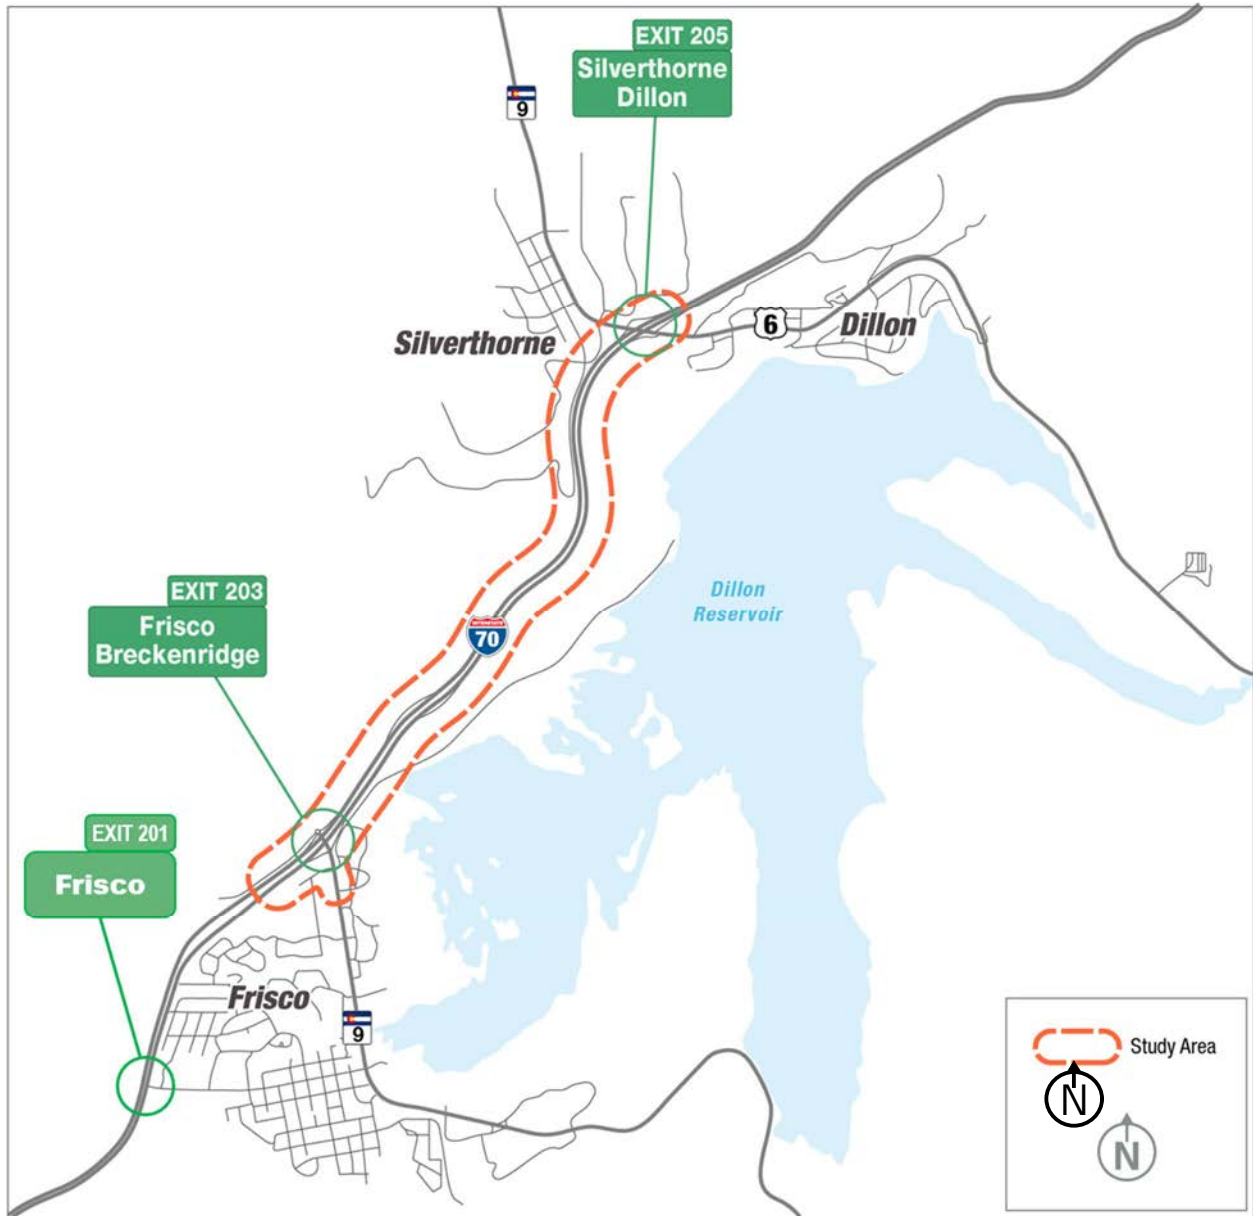 EXIT 205
Silverthorne
Dillon
9
Silverthorne
6
Dillon
Dillon
Reservoir
EXIT 203
Frisco
Breckenridge
INTERSTATE
70
EXIT 201
Frisco
Frisco
9
Study Area
N
N